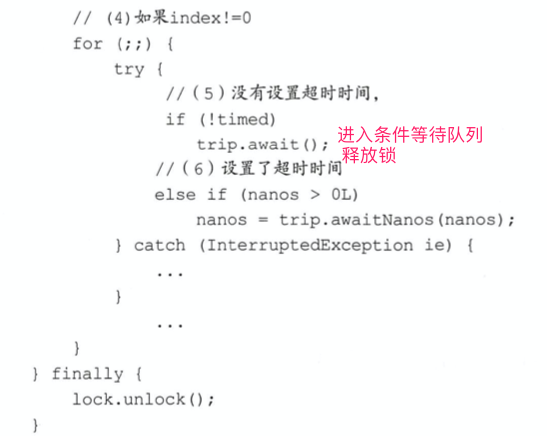 // (4)如果index!=0
for (;;) {
try {
//（5）没有设置超时时间,
if (!timed)
trip.await(); 进入条件等待队列
释放锁
//（6）设置了超时时间
else if (nanos > 0L)
nanos = trip.awaitNanos(nanos);
} catch (InterruptedException ie) {
...
}
...
}
} finally {
lock.unlock();
}